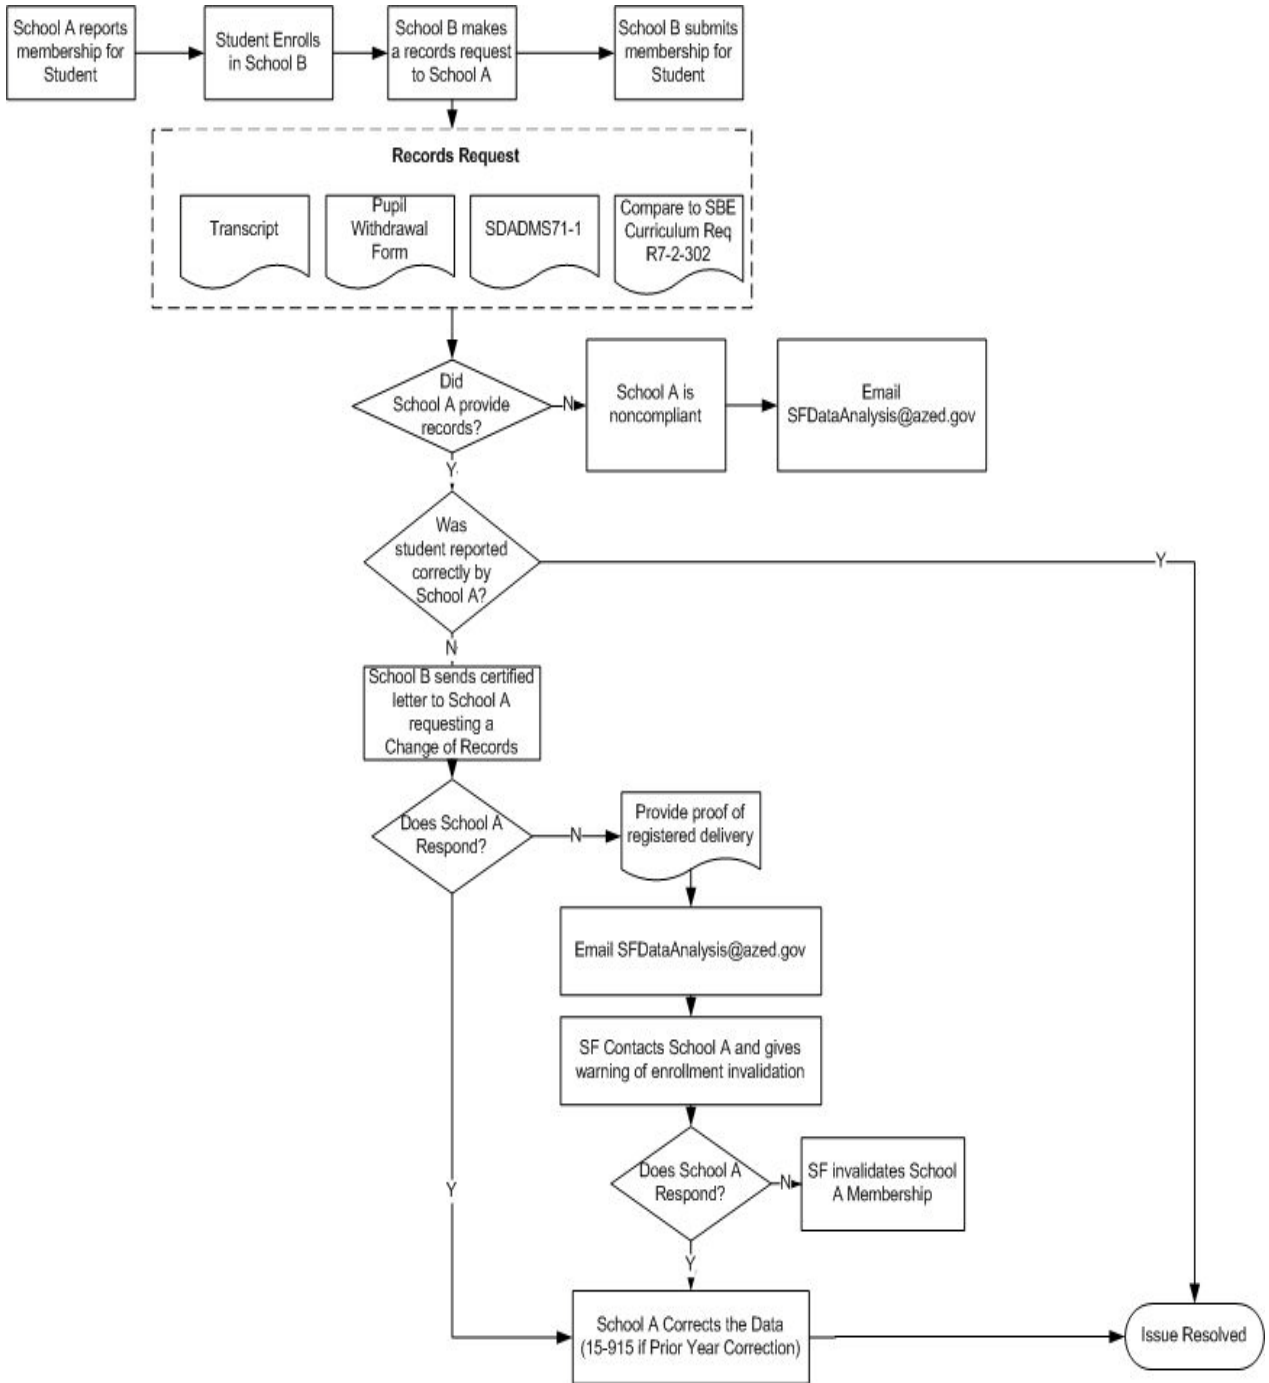 School A reports
membership for
Student
Student Enrolls
in School B
School B makes
a records request
to School A
School B submits
membership for
Student
Records Request
Transcript
Pupil
Withdrawal
Form
SDADMS71-1
Compare to SBE
Curriculum Req
R7-2-302
Did
School A provide
records?
N
School A is
noncompliant
Email
SFDataAnalysis@azed.gov
Y
Was
student reported
correctly by
School A?
Y
N
School B sends certified
letter to School A
requesting a
Change of Records
Does School A
Respond?
N
Provide proof of
registered delivery
Email SFDataAnalysis@azed.gov
SF Contacts School A and gives
warning of enrollment invalidation
Does School A
Respond?
N
SF invalidates School
A Membership
Y
Y
School A Corrects the Data
(15-915 if Prior Year Correction)
Issue Resolved